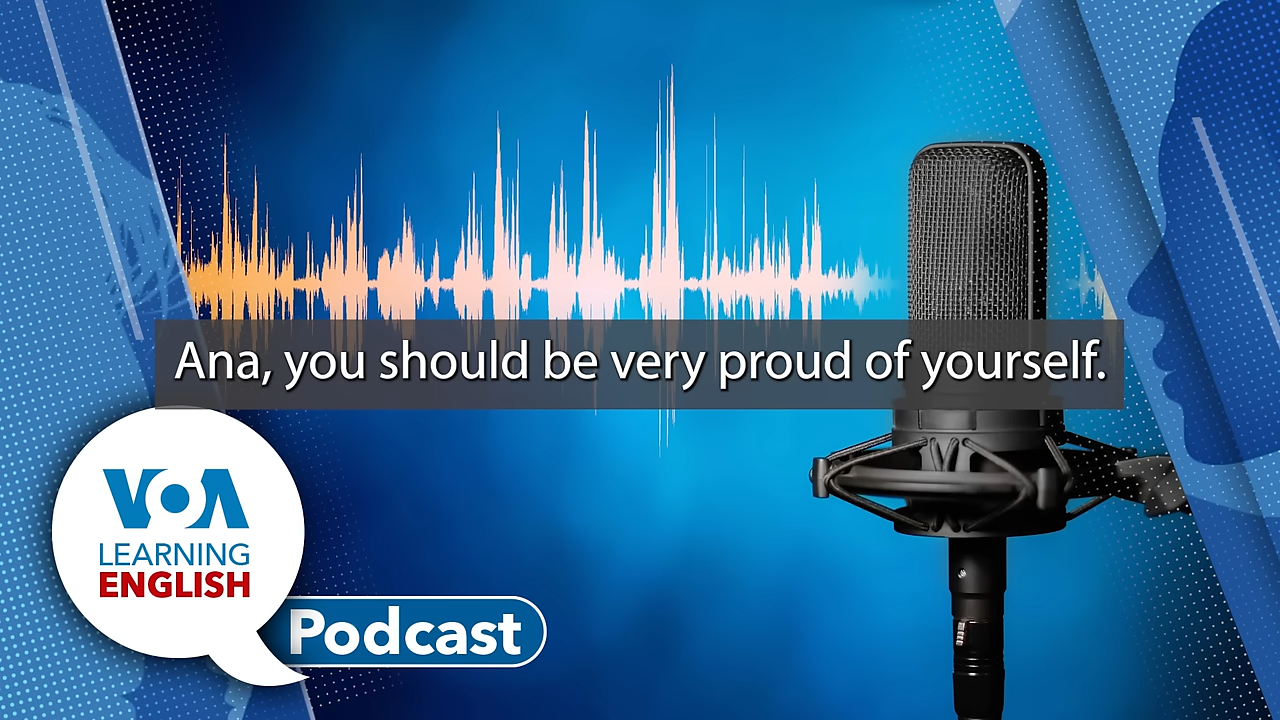 Ana, you should be very proud of yourself.
VOA
LEARNING
ENGLISH
Podcast